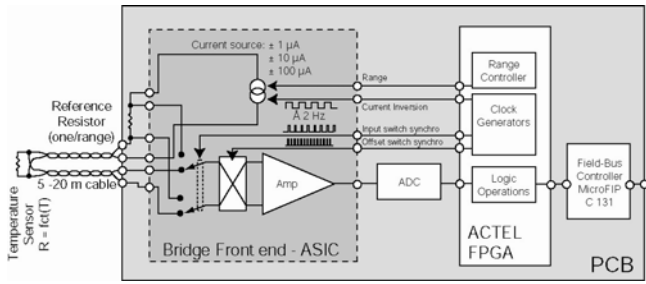 Current source: ± 1 µA
± 10 µA
± 100 µA
Range
Current Inversion
Å 2 Hz
Input switch synchro
Offset switch synchro
Range
Controller
Clock
Generators
Logic
Operations
Reference
Resistor
(one/range)
5 -20 m cable
Temperature
Sensor
R = fct(T)
Amp
ADC
Bridge Front end - ASIC
ACTEL
FPGA
Field-Bus
Controller
MicroFIP
C 131
PCB